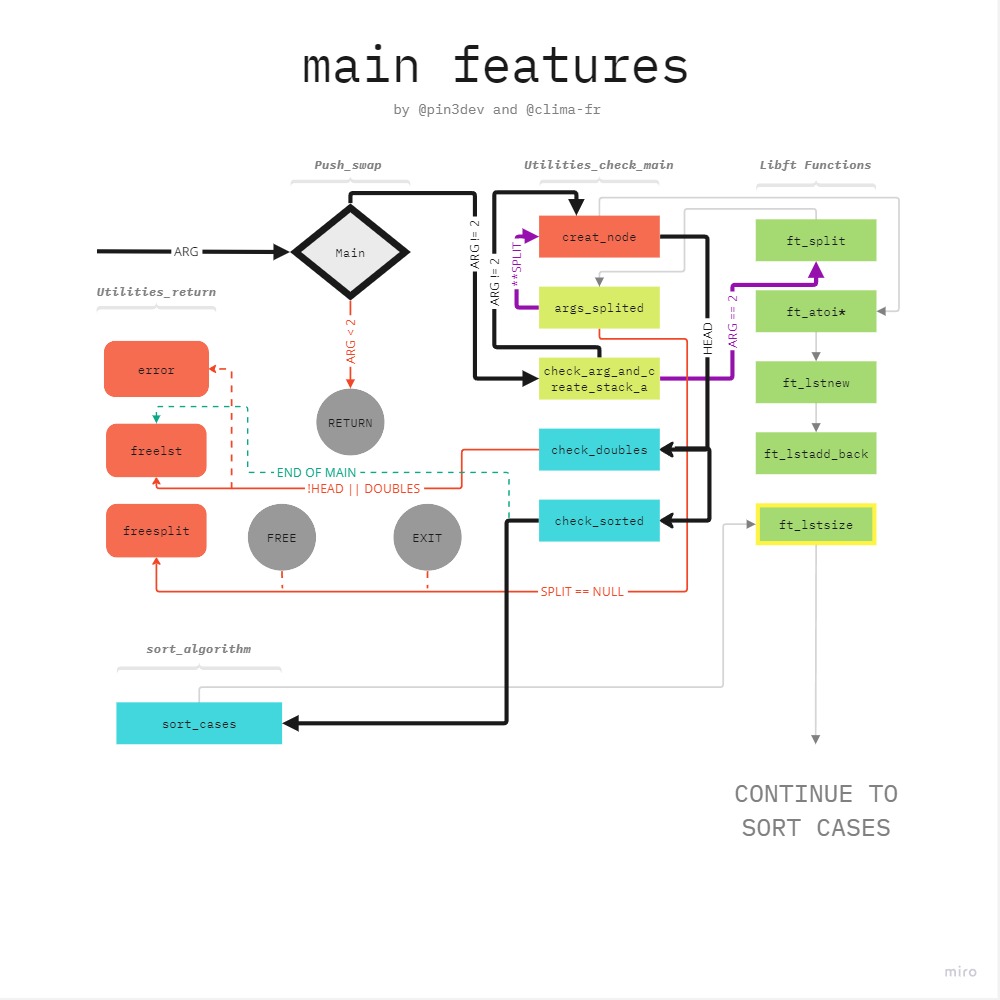 main features
by @pin3dev and @clima-fr
Push_swap
Utilities_check_main
Libft Functions
ARG
Main
ARG != 2
ARG != 2
**SPLIT
creat_node
ft_split
Utilities_return
args_splited
HEAD
ARG == 2
ft_atoi*
ARG < 2
error
check_arg_and_c
reate_stack_a
ft_lstnew
RETURN
freelst
check_doubles
ft_lstadd_back
END OF MAIN
!HEAD || DOUBLES
freesplit
FREE
EXIT
check_sorted
ft_lstsize
SPLIT == NULL
sort_algorithm
sort_cases
CONTINUE TO
SORT CASES
miro